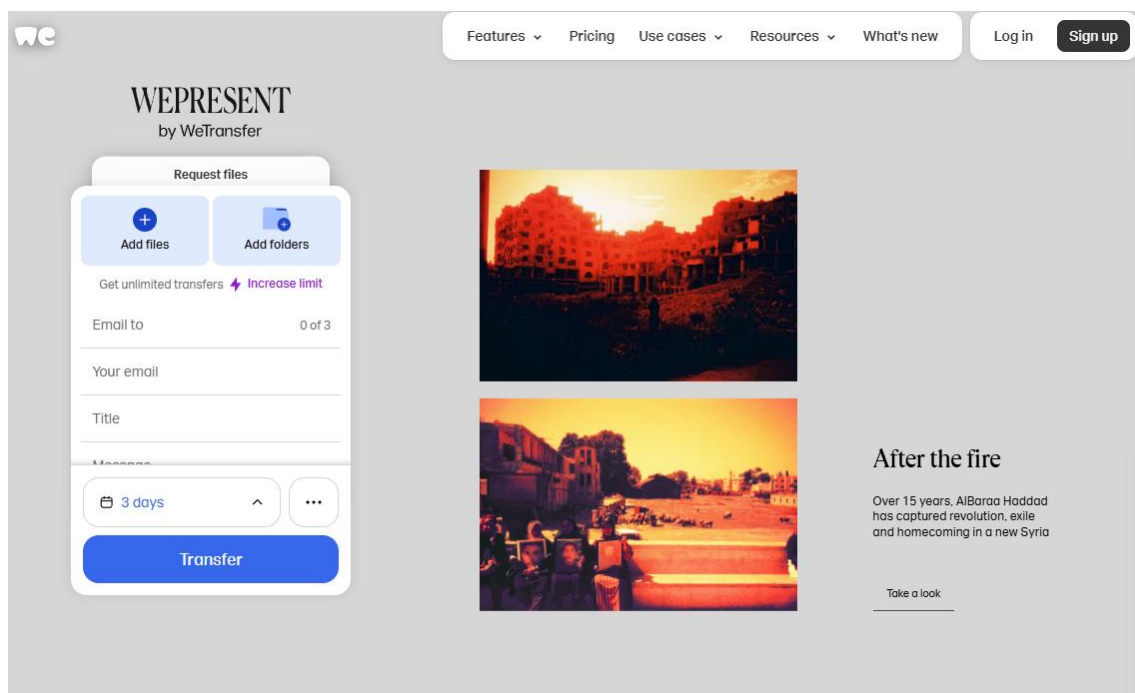 we
Features
Pricing
Use cases
Resources
What's new
Log in
Sign up
WEPRESENT
by WeTransfer
Request files
Add files
Add folders
Get unlimited transfers Increase limit
Email to 0 of 3
Your email
Title
Message
3 days
Transfer
After the fire
Over 15 years, AlBaraa Haddad
has captured revolution, exile
and homecoming in a new Syria
Take a look